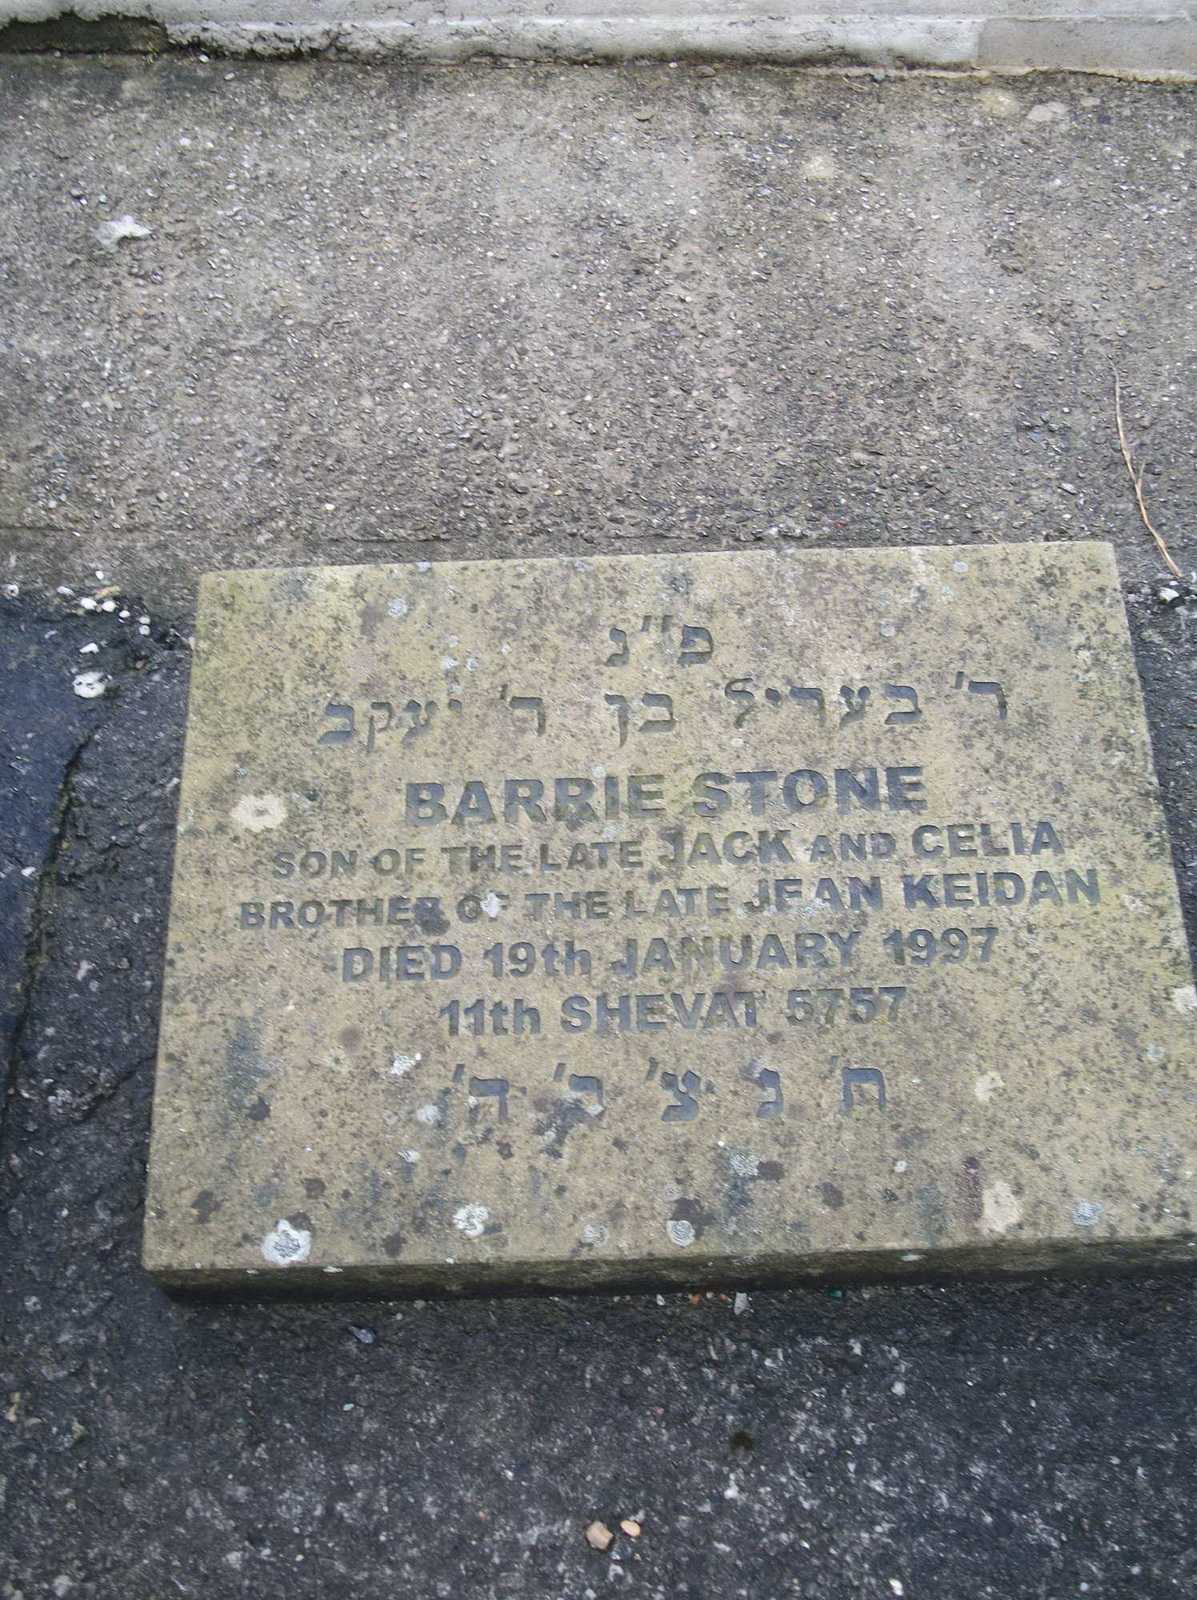 פ"נ
ר' בעריל בן ר' יעקב
BARRIE STONE
SON OF THE LATE JACK AND CELIA
BROTHER OF THE LATE JEAN KEIDAN
DIED 19th JANUARY 1997
11th SHEVAT 5757
ת' נ' צ' ב' ה'